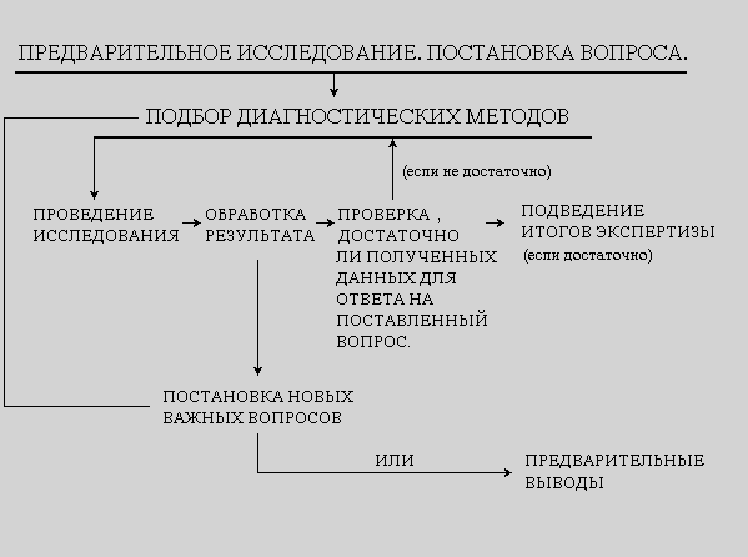 ПРЕДВАРИТЕЛЬНОЕ ИССЛЕДОВАНИЕ. ПОСТАНОВКА ВОПРОСА.
ПОДБОР ДИАГНОСТИЧЕСКИХ МЕТОДОВ
(если не достаточно)
ПРОВЕДЕНИЕ
ИССЛЕДОВАНИЯ
ОБРАБОТКА
РЕЗУЛЬТАТА
ПРОВЕРКА ,
ДОСТАТОЧНО
ЛИ ПОЛУЧЕННЫХ
ДАННЫХ ДЛЯ
ОТВЕТА НА
ПОСТАВЛЕННЫЙ
ВОПРОС.
ПОДВЕДЕНИЕ
ИТОГОВ ЭКСПЕРТИЗЫ
(если достаточно)
ПОСТАНОВКА НОВЫХ
ВАЖНЫХ ВОПРОСОВ
ИЛИ
ПРЕДВАРИТЕЛЬНЫЕ
ВЫВОДЫ